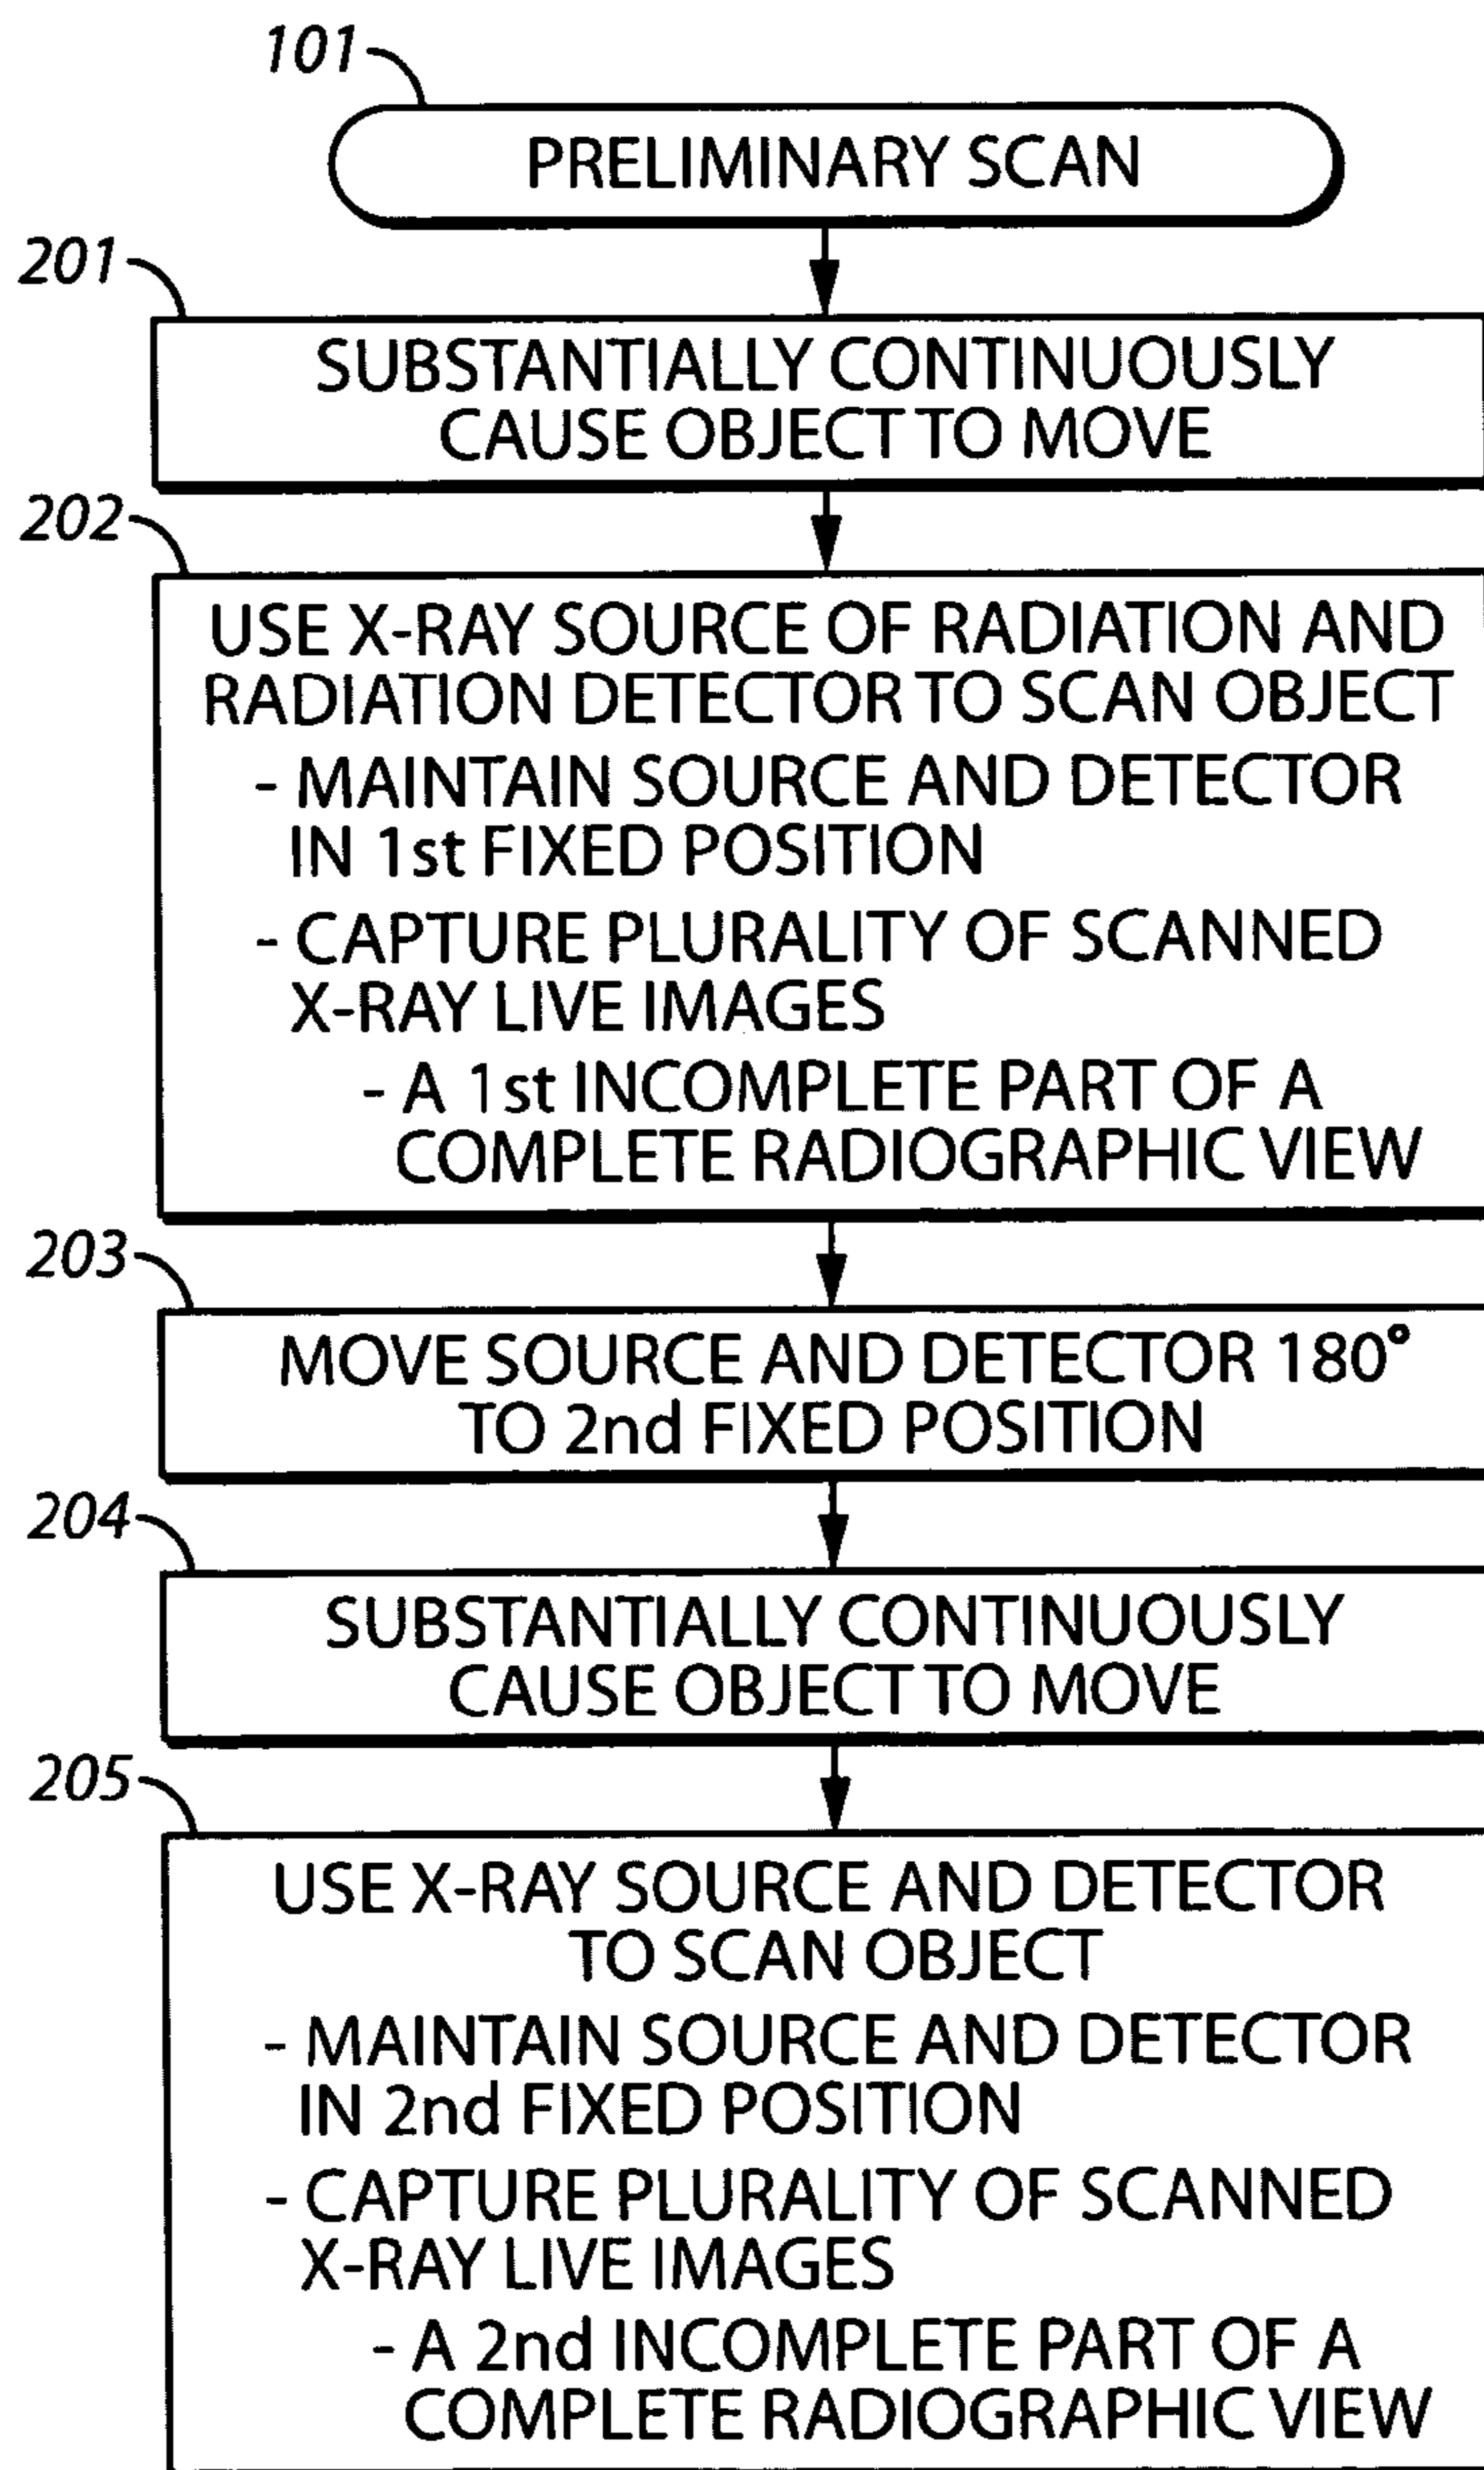 101
PRELIMINARY SCAN
201
SUBSTANTIALLY CONTINUOUSLY
CAUSE OBJECT TO MOVE
202
USE X-RAY SOURCE OF RADIATION AND
RADIATION DETECTOR TO SCAN OBJECT
- MAINTAIN SOURCE AND DETECTOR
IN 1st FIXED POSITION
- CAPTURE PLURALITY OF SCANNED
X-RAY LIVE IMAGES
- A 1st INCOMPLETE PART OF A
COMPLETE RADIOGRAPHIC VIEW
203
MOVE SOURCE AND DETECTOR 180°
TO 2nd FIXED POSITION
204
SUBSTANTIALLY CONTINUOUSLY
CAUSE OBJECT TO MOVE
205
USE X-RAY SOURCE AND DETECTOR
TO SCAN OBJECT
- MAINTAIN SOURCE AND DETECTOR
IN 2nd FIXED POSITION
- CAPTURE PLURALITY OF SCANNED
X-RAY LIVE IMAGES
- A 2nd INCOMPLETE PART OF A
COMPLETE RADIOGRAPHIC VIEW